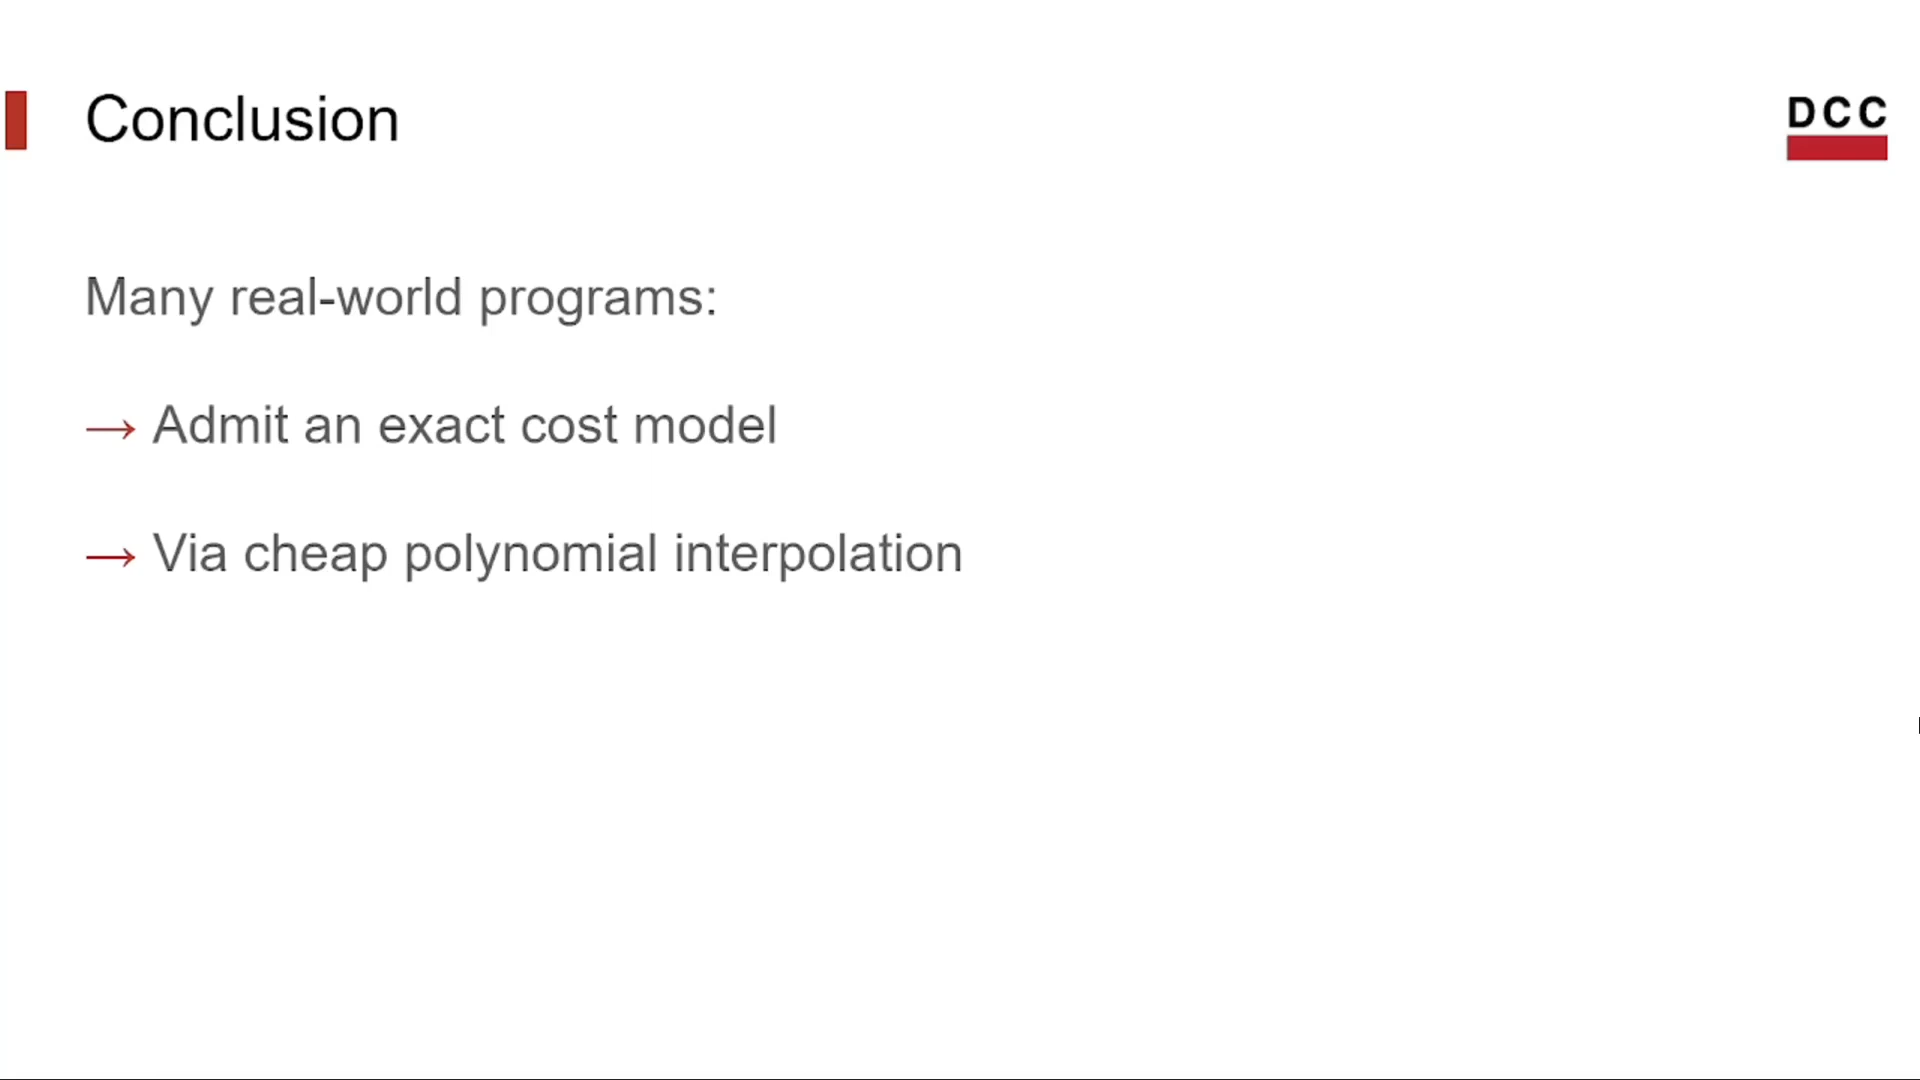 Conclusion
DCC
Many real-world programs:
→ Admit an exact cost model
→ Via cheap polynomial interpolation